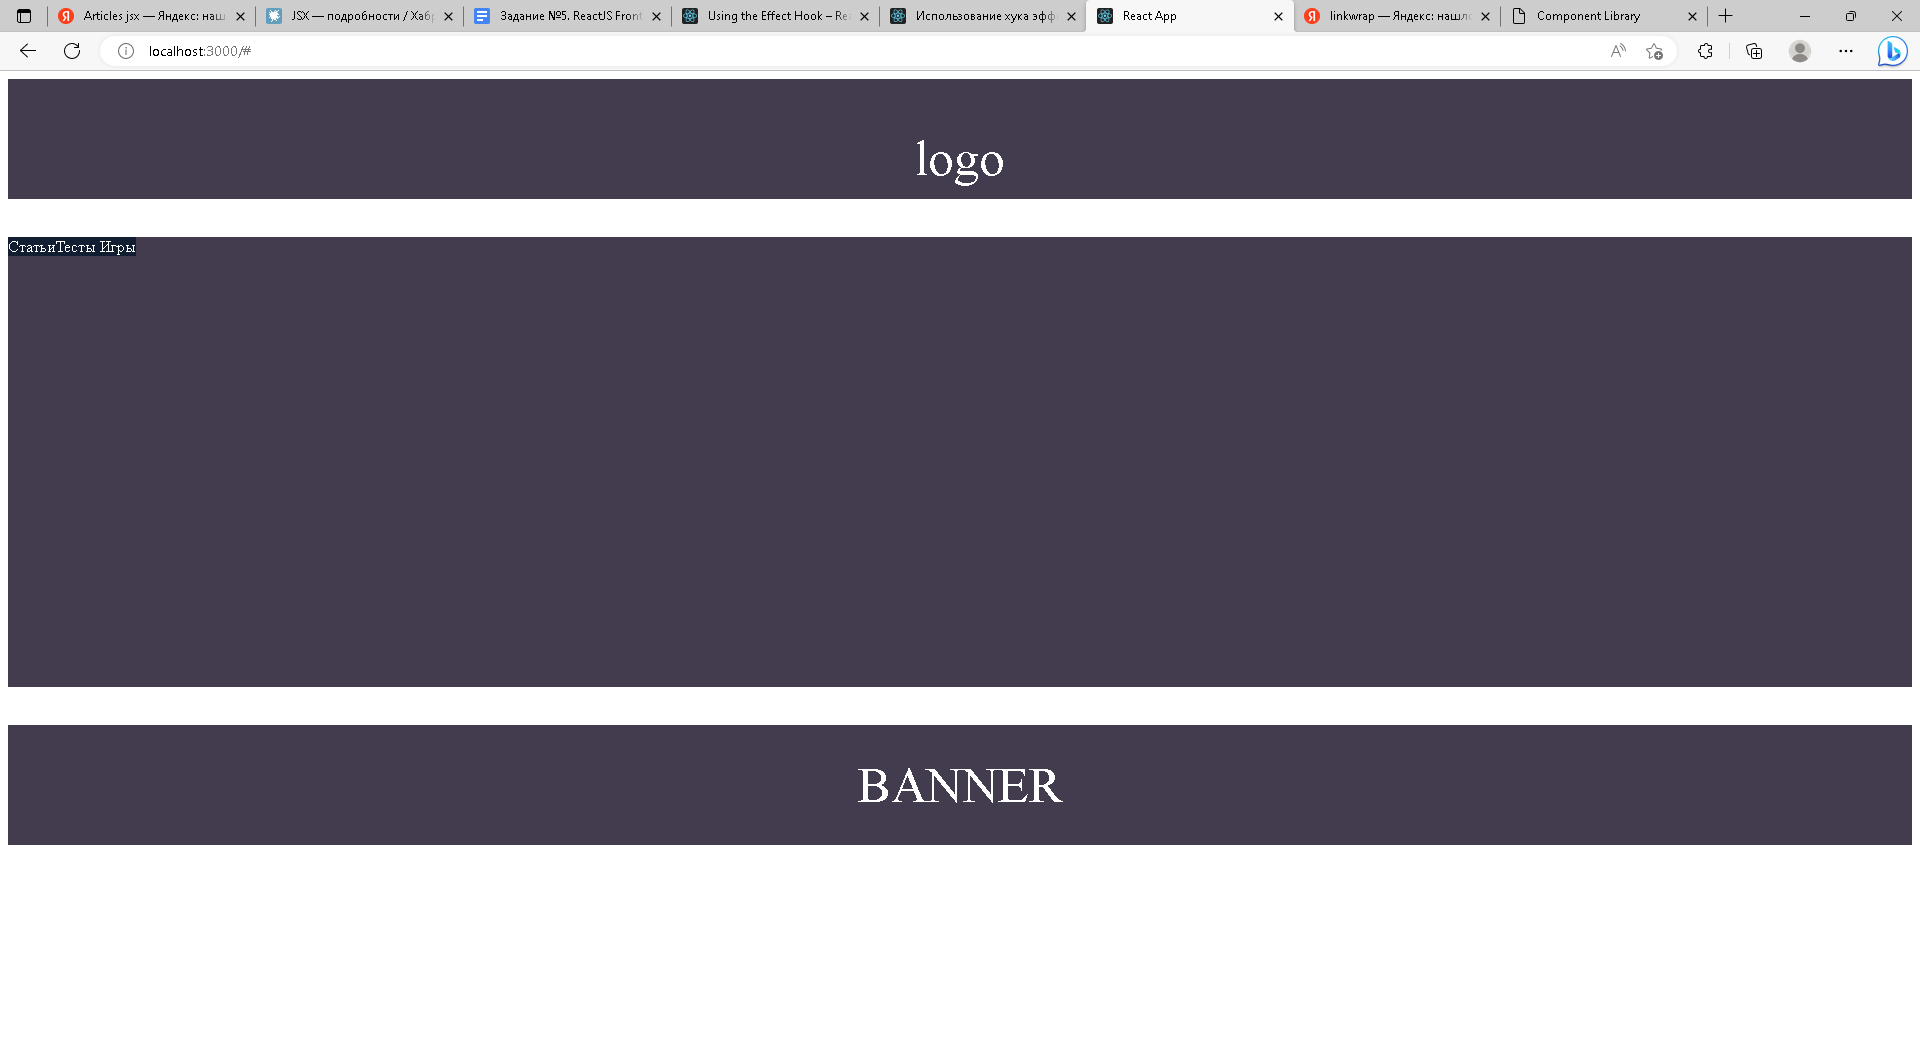 Articles jsx — Яндекс: наш
JSX — подробности / Хаб
Задание №5. ReactJS Front
Using the Effect Hook – Re
Использование хука эфф
React App
linkwrap — Яндекс: нашл
Component Library
localhost:3000/#
logo
СтатьиТесты Игры
BANNER